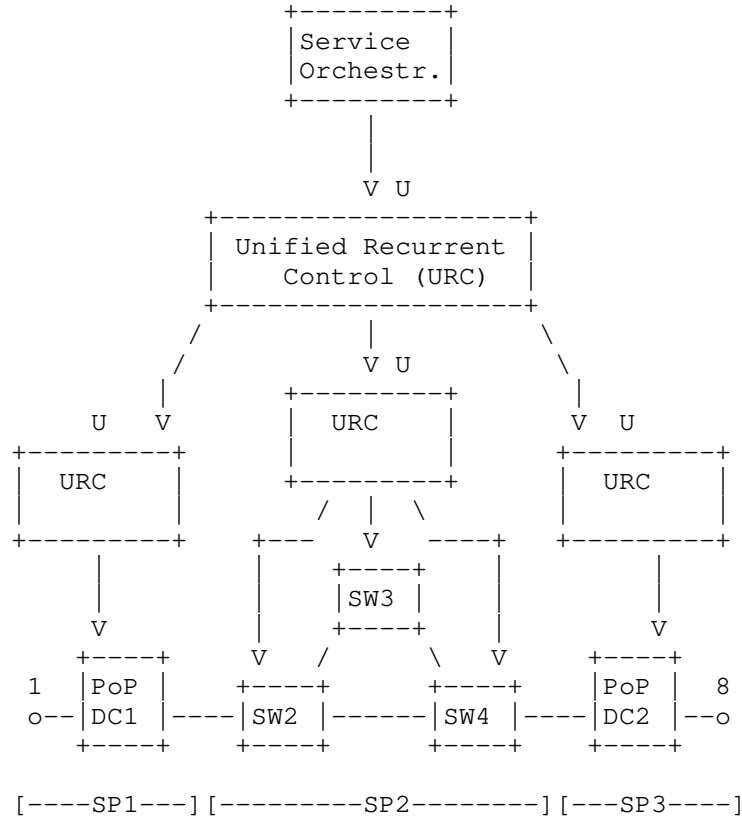 Service
Orchestr.
V U
Unified Recurrent
Control (URC)
V U
U V
URC
V U
URC
URC
V
SW3
V
V
V
V
1
PoP
DC1
SW2
SW4
PoP
DC2
8
o
o
[----SP1---][---------SP2--------][---SP3----]